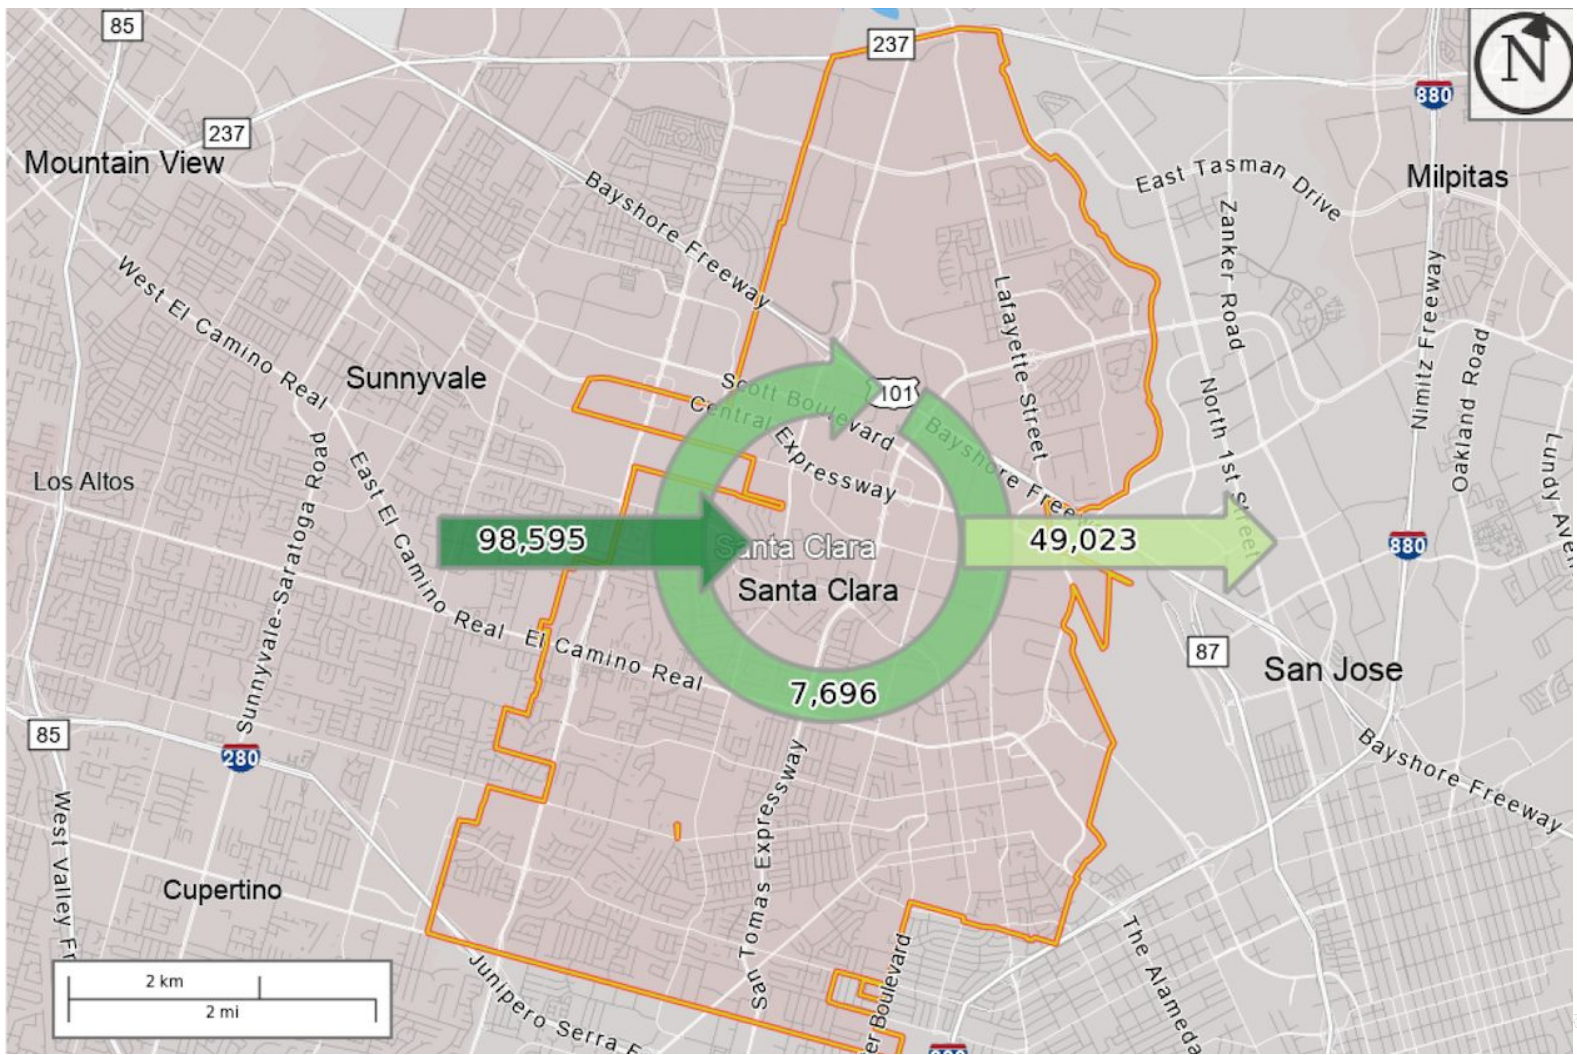 85
237
N
880
237
Mountain View
Bayshore Freeway
East Tasman Drive
Milpitas
Zanker Road
West El Camino Real
Sunnyvale
Lafayette Street
Nimitz Freeway
Scott Boulevard
101
Central Expressway
Bayshore Freew
North 1st Street
Oakland Road
Lundy Aven
Los Altos
Sunnyvale-Saratoga Road
East El Camino Real
98,595
49,023
880
Santa Clara
Santa Clara
El Camino Real
87
San Jose
7,696
85
280
Bayshore Freeway
West Valley Fr
San Tomas Expressway
Cupertino
The Alameda
er Boulevard
Junipero Serra F
2 km
2 mi